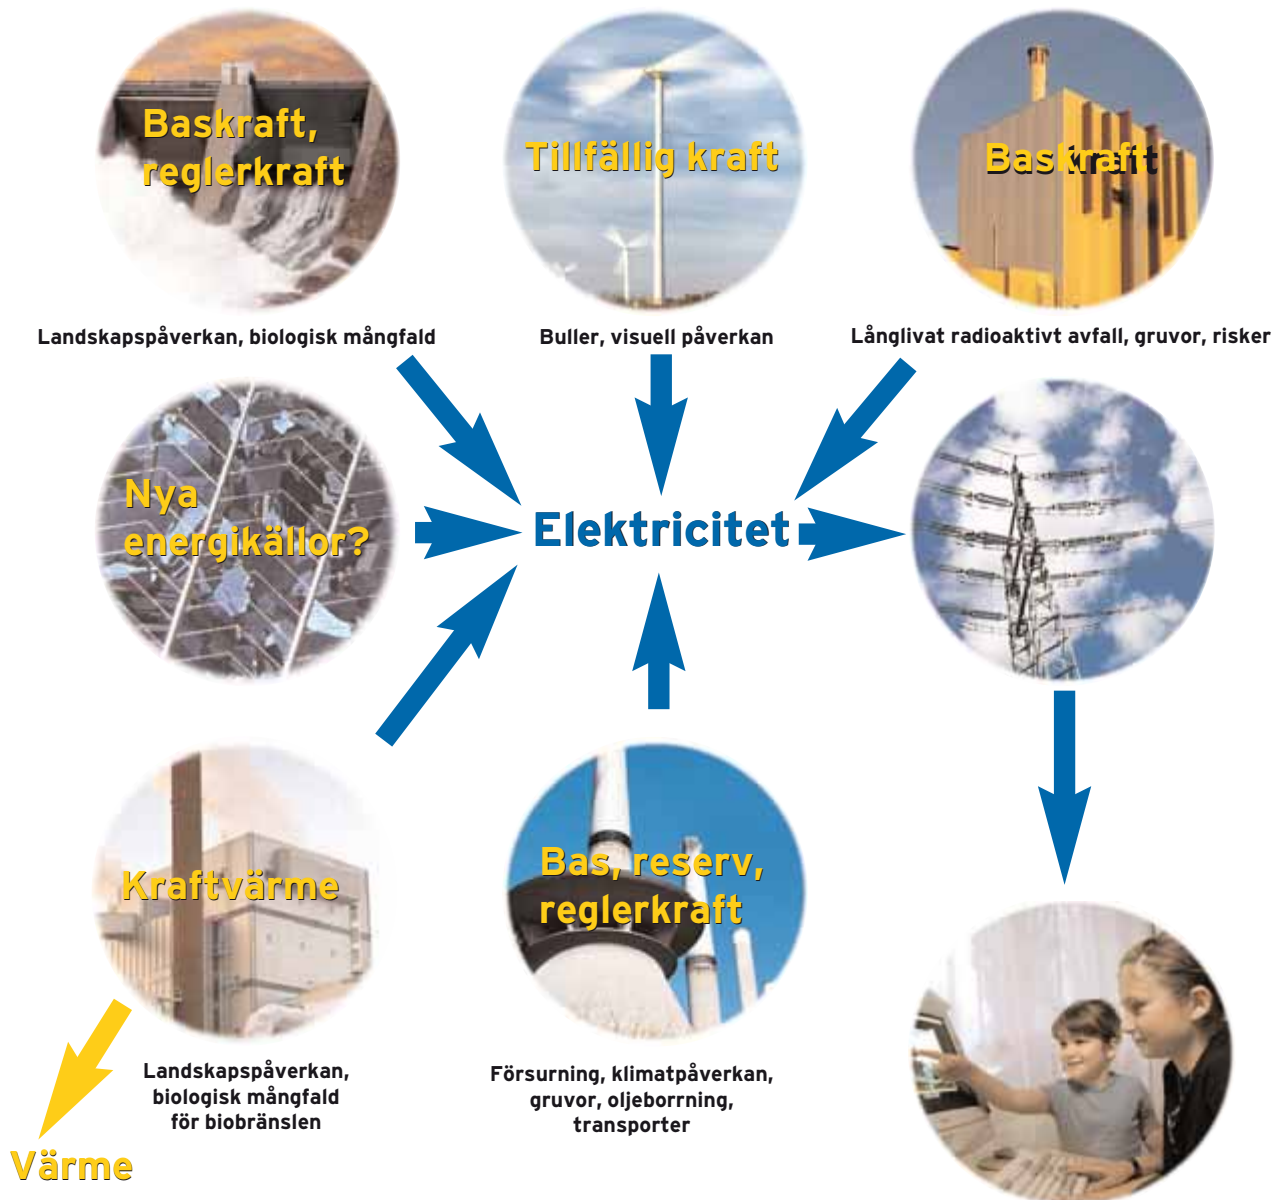 Baskraft,
reglerkraft
Tillfällig kraft
Baskraft
Landskapspåverkan, biologisk mångfald
Buller, visuell påverkan
Långlivat radioaktivt avfall, gruvor, risker
Nya
energikällor?
Elektricitet
Kraftvärme
Bas, reserv,
reglerkraft
Landskapspåverkan,
biologisk mångfald
för biobränslen
Försurning, klimatpåverkan,
gruvor, oljeborrning,
transporter
Värme